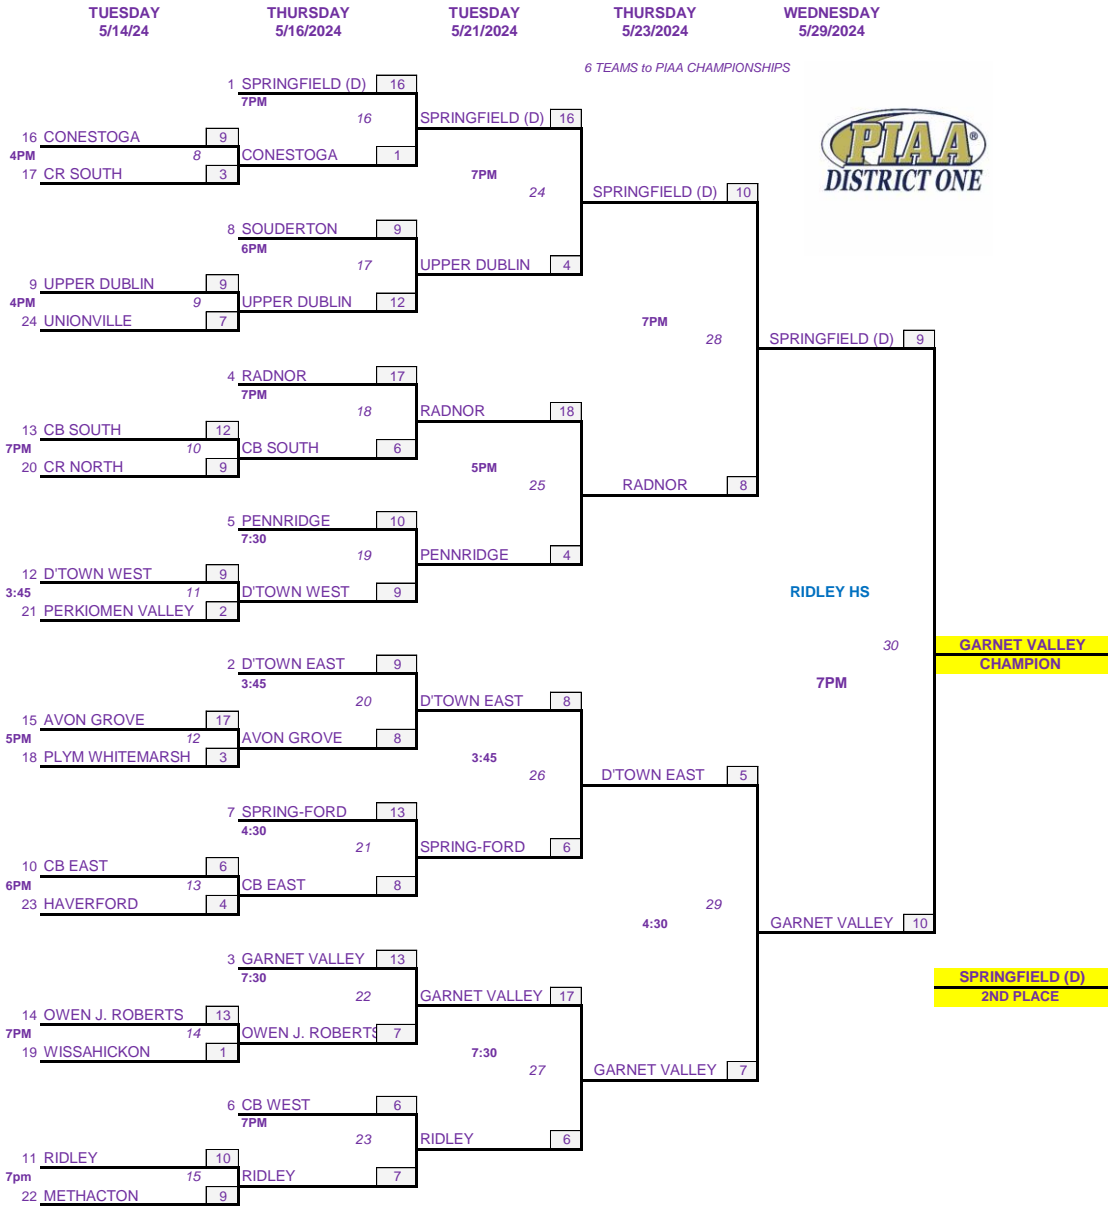 TUESDAY THURSDAY TUESDAY THURSDAY WEDNESDAY
5/14/24 5/16/2024 5/21/2024 5/23/2024 5/29/2024
6 TEAMS to PIAA CHAMPIONSHIPS
PIAA®
DISTRICT ONE
1 SPRINGFIELD (D) 16
7PM
16
SPRINGFIELD (D) 16
16 CONESTOGA 9
4PM
8
CONESTOGA 1
17 CR SOUTH 3
7PM
24
SPRINGFIELD (D) 10
8 SOUDERTON 9
6PM
17
UPPER DUBLIN 4
9 UPPER DUBLIN 9
4PM
9
UPPER DUBLIN 12
24 UNIONVILLE 7
7PM
28
SPRINGFIELD (D) 9
4 RADNOR 17
7PM
18
RADNOR 18
13 CB SOUTH 12
7PM
10
CB SOUTH 6
20 CR NORTH 9
5PM
25
RADNOR 8
5 PENNRIDGE 10
7:30
19
PENNRIDGE 4
12 D'TOWN WEST 9
3:45
11
D'TOWN WEST 9
21 PERKIOMEN VALLEY 2
RIDLEY HS
30
7PM
GARNET VALLEY
CHAMPION
2 D'TOWN EAST 9
3:45
20
D'TOWN EAST 8
15 AVON GROVE 17
5PM
12
AVON GROVE 8
18 PLYM WHITEMARSH 3
3:45
26
D'TOWN EAST 5
7 SPRING-FORD 13
4:30
21
SPRING-FORD 6
10 CB EAST 6
6PM
13
CB EAST 8
23 HAVERFORD 4
29
4:30
GARNET VALLEY 10
3 GARNET VALLEY 13
7:30
22
GARNET VALLEY 17
SPRINGFIELD (D)
2ND PLACE
14 OWEN J. ROBERTS 13
7PM
14
OWEN J. ROBERTS 7
19 WISSAHICKON 1
7:30
27
GARNET VALLEY 7
6 CB WEST 6
7PM
23
RIDLEY 6
11 RIDLEY 10
7pm
15
RIDLEY 7
22 METHACTON 9